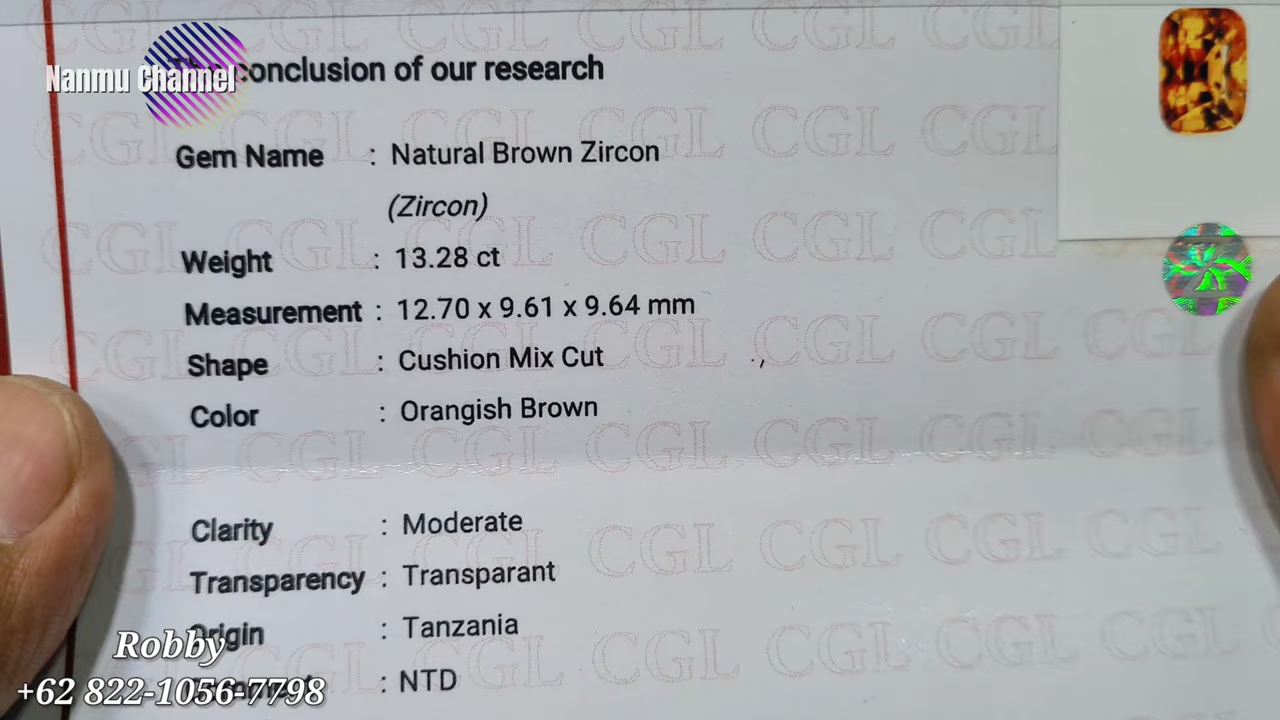 Nanmu Channel
conclusion of our research
Gem Name : Natural Brown Zircon
(Zircon)
Weight : 13.28 ct
Measurement : 12.70 x 9.61 x 9.64 mm
Shape : Cushion Mix Cut
Color : Orangish Brown
Clarity : Moderate
Transparency : Transparant
Origin : Tanzania
: NTD
Robby
+62 822-1056-7798
CGL